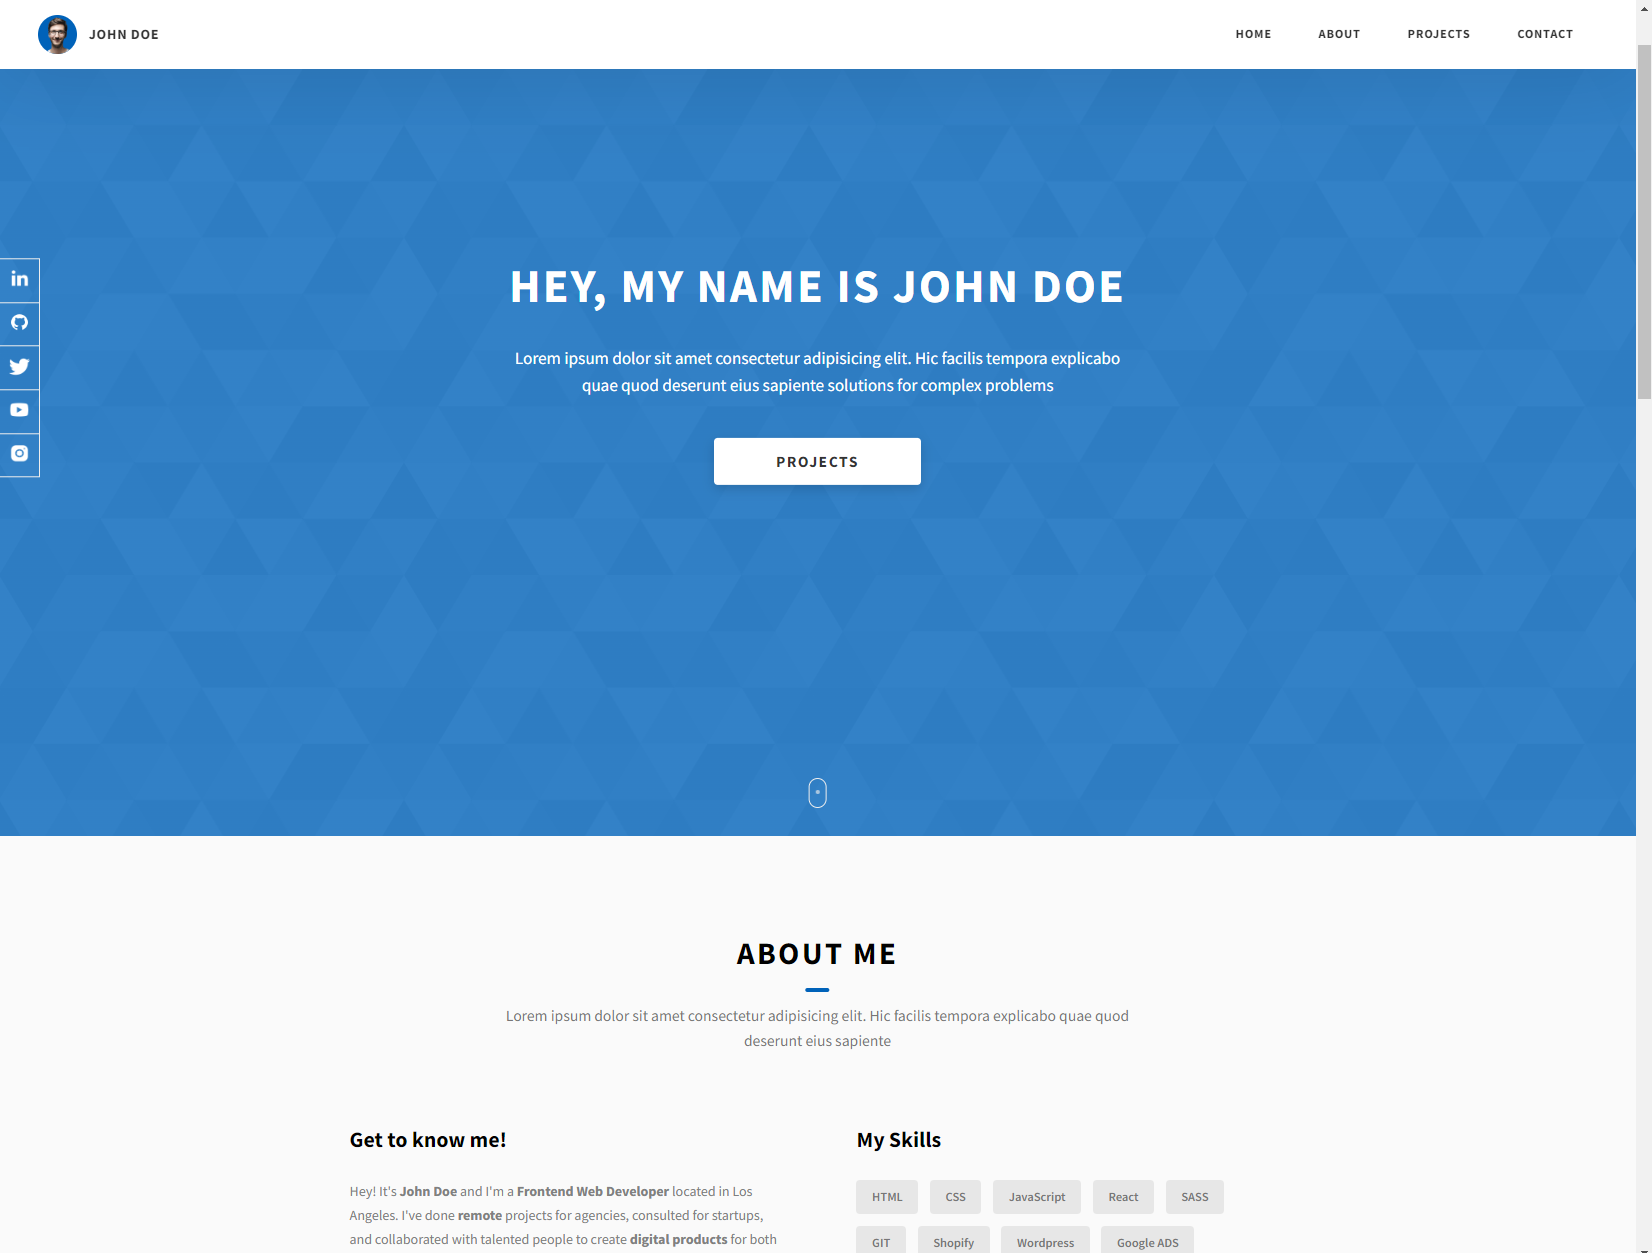 JOHN DOE
HOME ABOUT PROJECTS CONTACT
HEY, MY NAME IS JOHN DOE
Lorem ipsum dolor sit amet consectetur adipisicing elit. Hic facilis tempora explicabo
quae quod deserunt eius sapiente solutions for complex problems
PROJECTS
ABOUT ME
Lorem ipsum dolor sit amet consectetur adipisicing elit. Hic facilis tempora explicabo quae quod
deserunt eius sapiente
Get to know me!
Hey! It's John Doe and I'm a Frontend Web Developer located in Los
Angeles. I've done remote projects for agencies, consulted for startups,
and collaborated with talented people to create digital products for both
My Skills
HTML CSS JavaScript React SASS
GIT Shopify Wordpress Google ADS